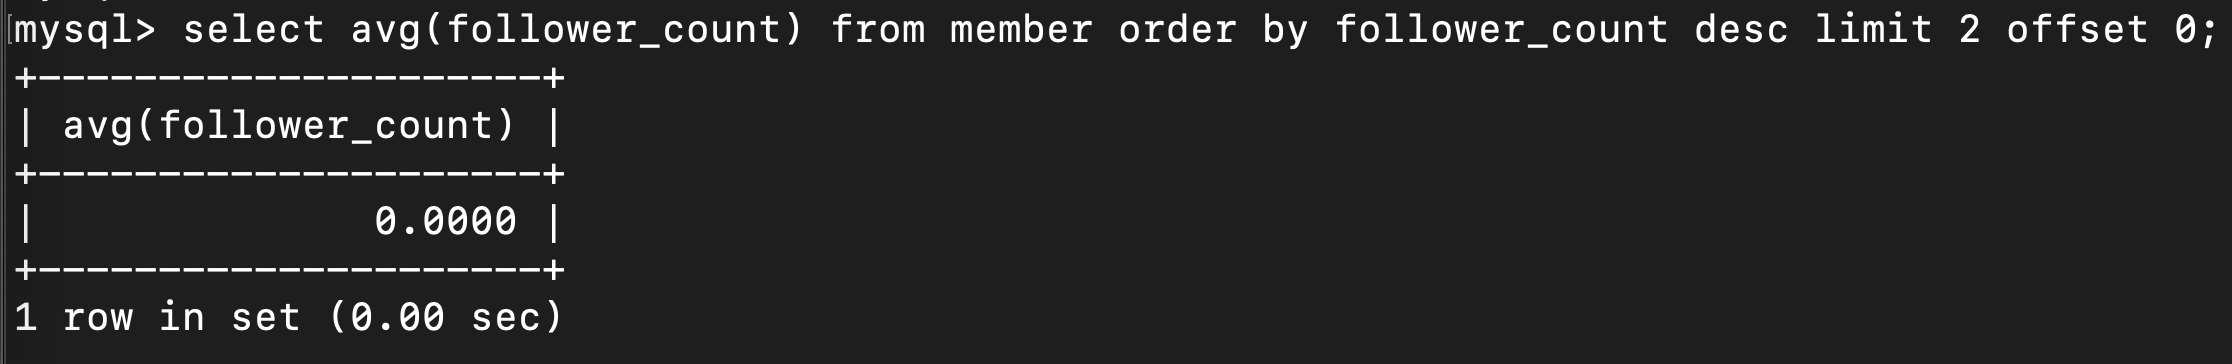 mysql> select avg(follower_count) from member order by follower_count desc limit 2 offset 0;
+---------------------+
| avg(follower_count) |
+---------------------+
|              0.0000 |
+---------------------+
1 row in set (0.00 sec)